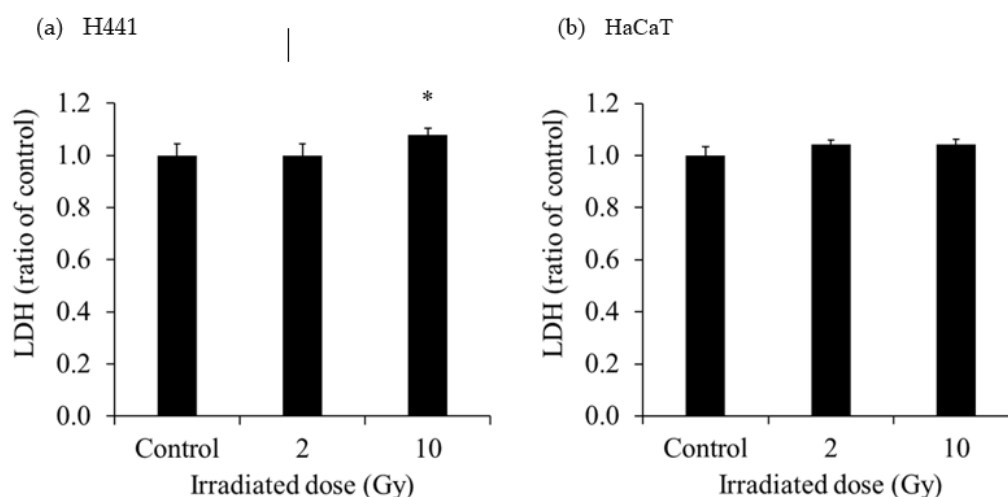 (a) H441
LDH (ratio of control)
1.2
1.0
0.8
0.6
0.4
0.2
0.0
*
Control 2 10
Irradiated dose (Gy)
(b) HaCaT
LDH (ratio of control)
1.2
1.0
0.8
0.6
0.4
0.2
0.0
Control 2 10
Irradiated dose (Gy)